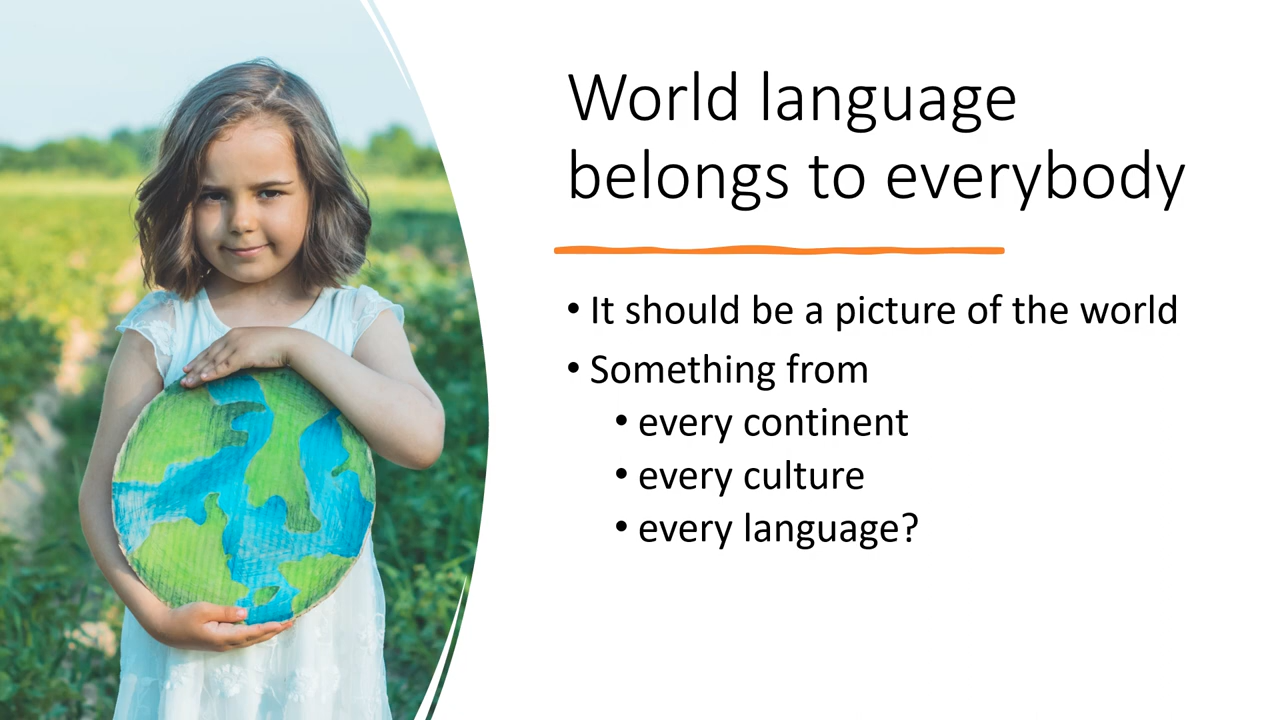 World language
belongs to everybody
• It should be a picture of the world
• Something from
• every continent
• every culture
• every language?